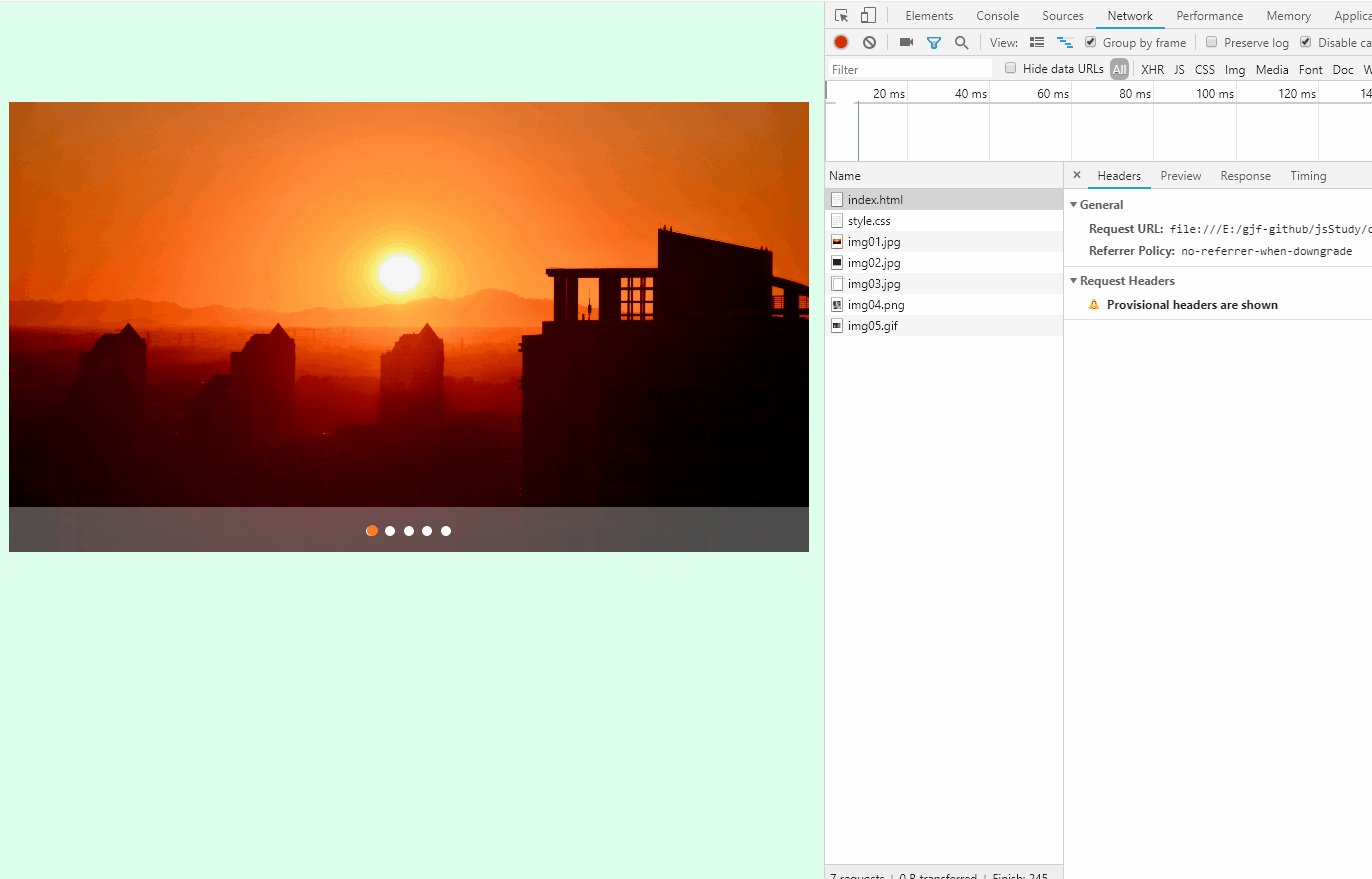 Elements Console Sources Network Performance Memory Applica
View: Group by frame Preserve log Disable ca
Filter Hide data URLs All XHR JS CSS Img Media Font Doc W
20 ms 40 ms 60 ms 80 ms 100 ms 120 ms 14
Name
index.html
style.css
img01.jpg
img02.jpg
img03.jpg
img04.png
img05.gif
7 requests | 0 B transferred | Finish: 245
× Headers Preview Response Timing
General
Request URL: file:///E:/gjf-github/jsStudy/c
Referrer Policy: no-referrer-when-downgrade
Request Headers
Provisional headers are shown